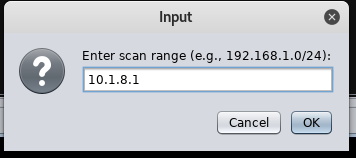 Input
Enter scan range (e.g., 192.168.1.0/24):
10.1.8.1
Cancel OK